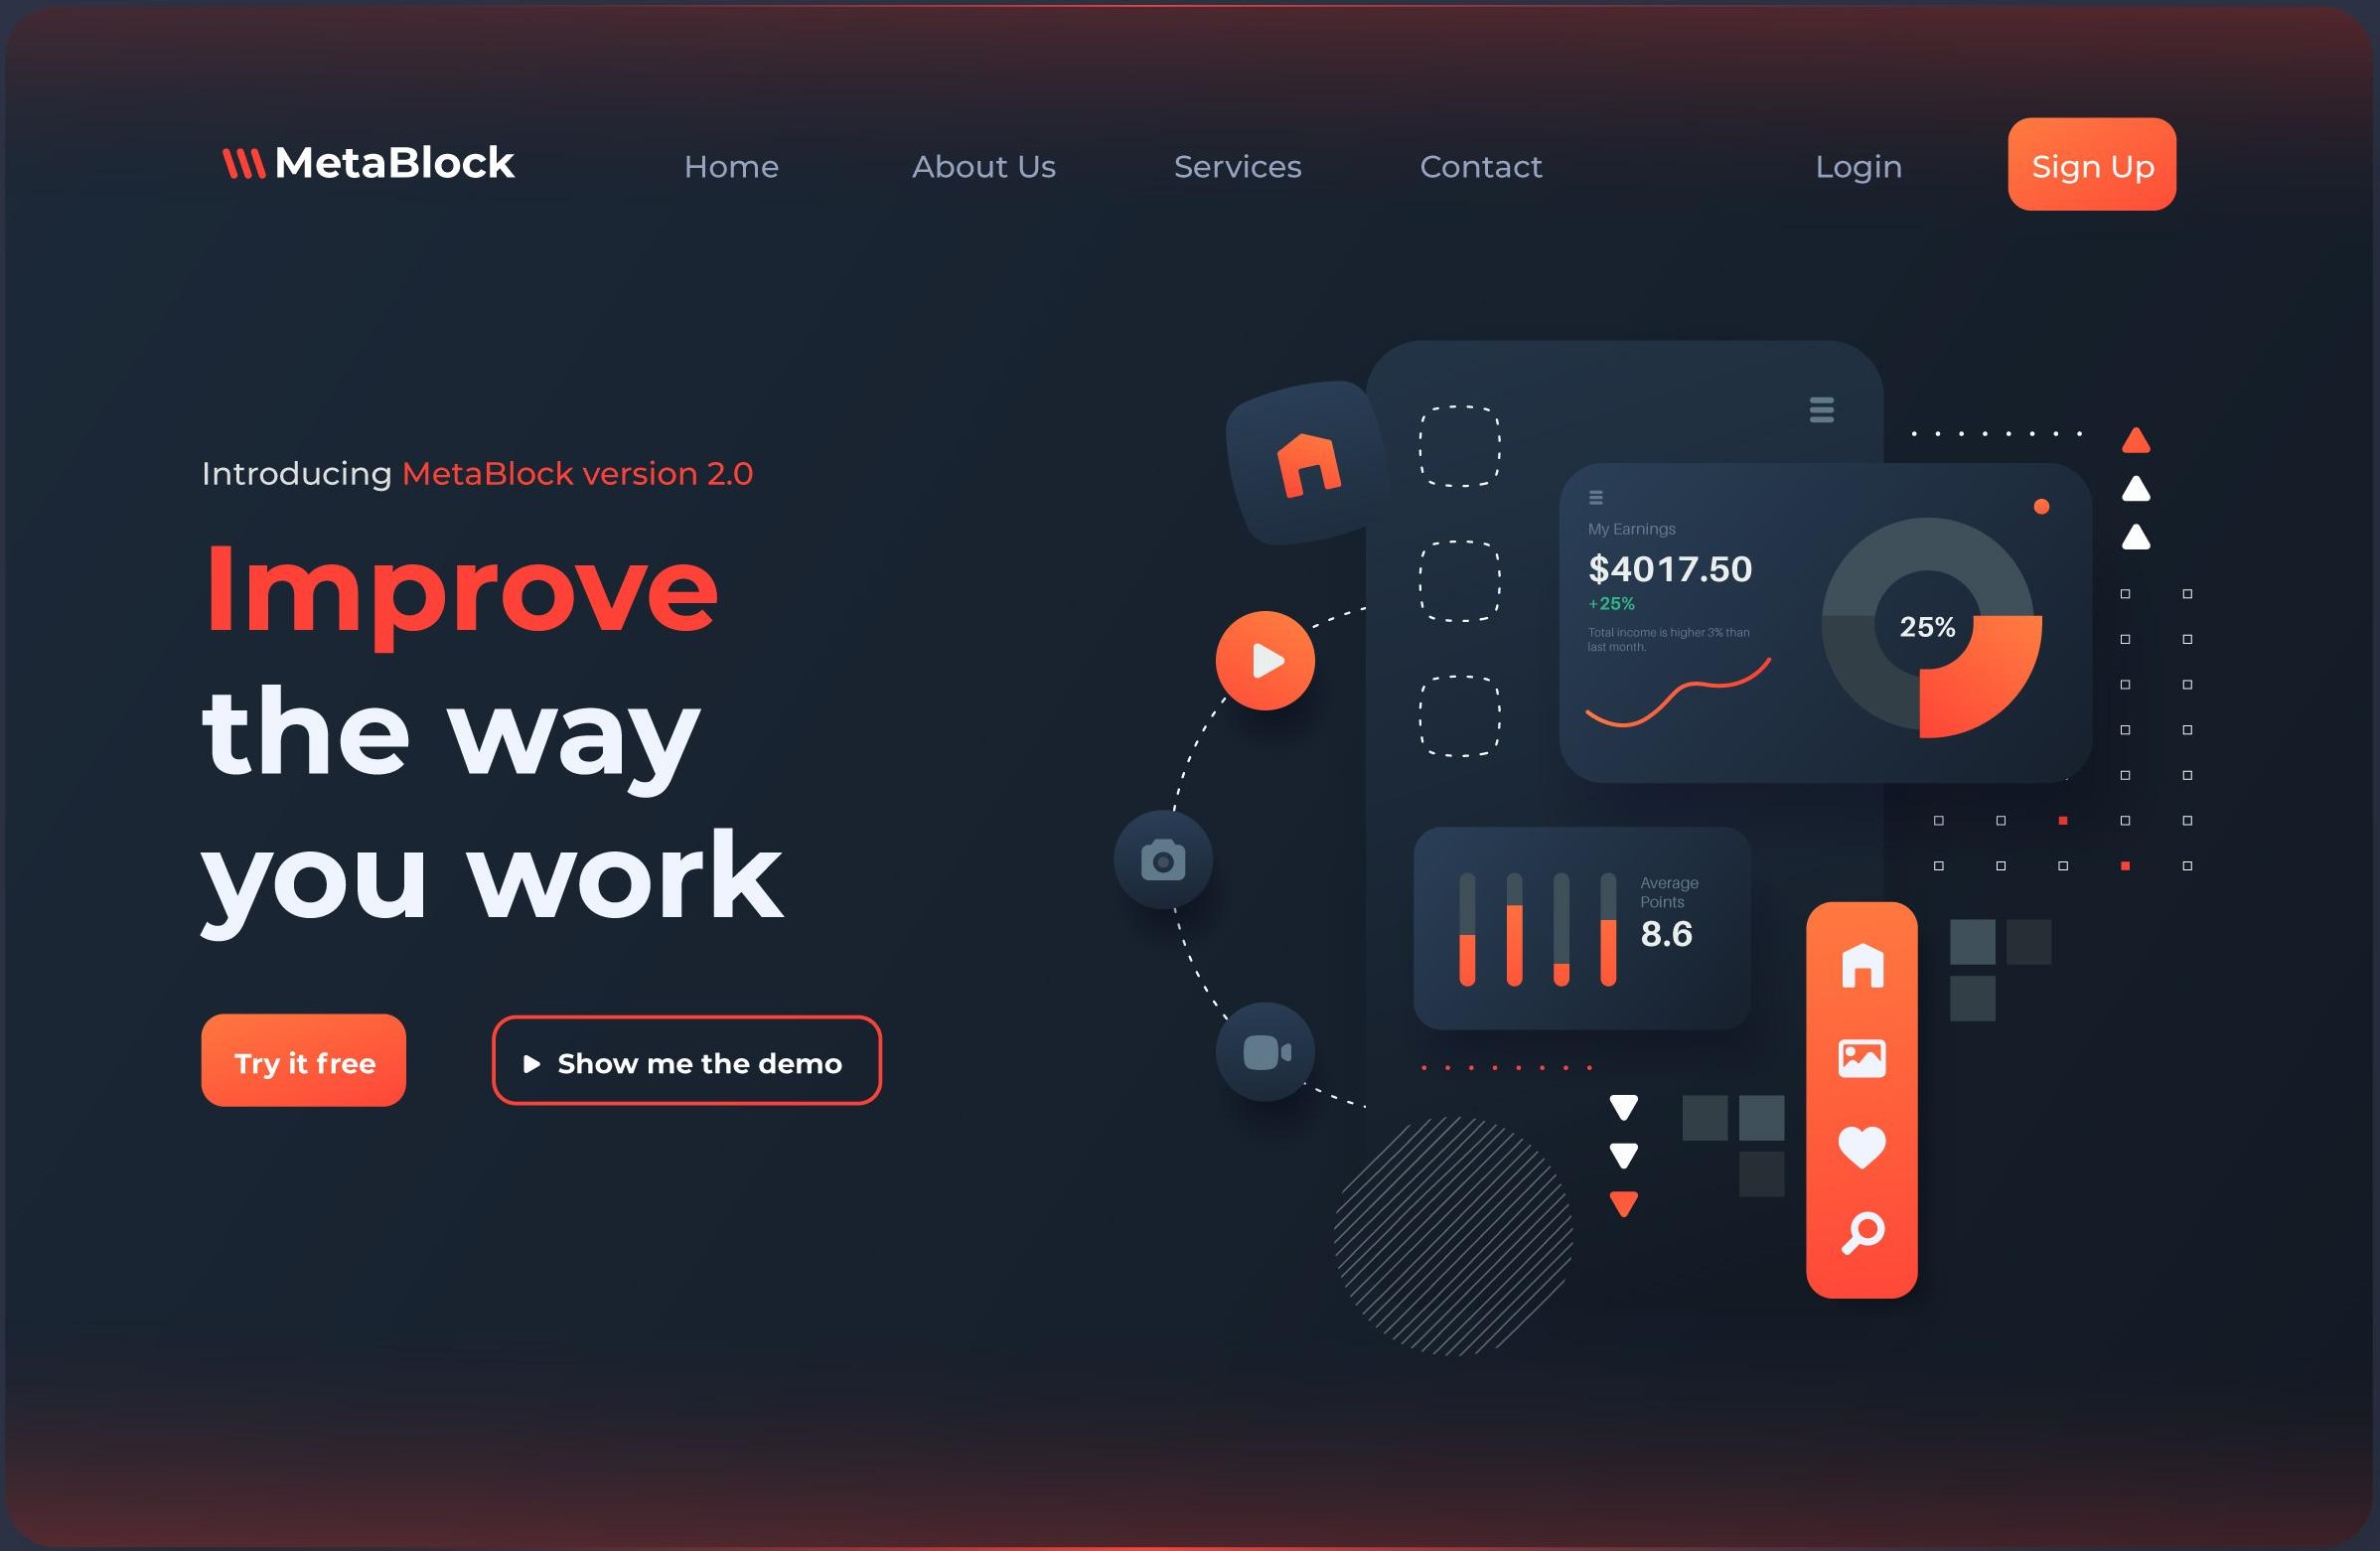 MetaBlock
Home
About Us
Services
Contact
Login
Sign Up
Introducing MetaBlock version 2.0
Improve
the way
you work
Try it free
Show me the demo
My Earnings
$4017.50
+25%
Total income is higher 3% than
last month.
25%
Average
Points
8.6